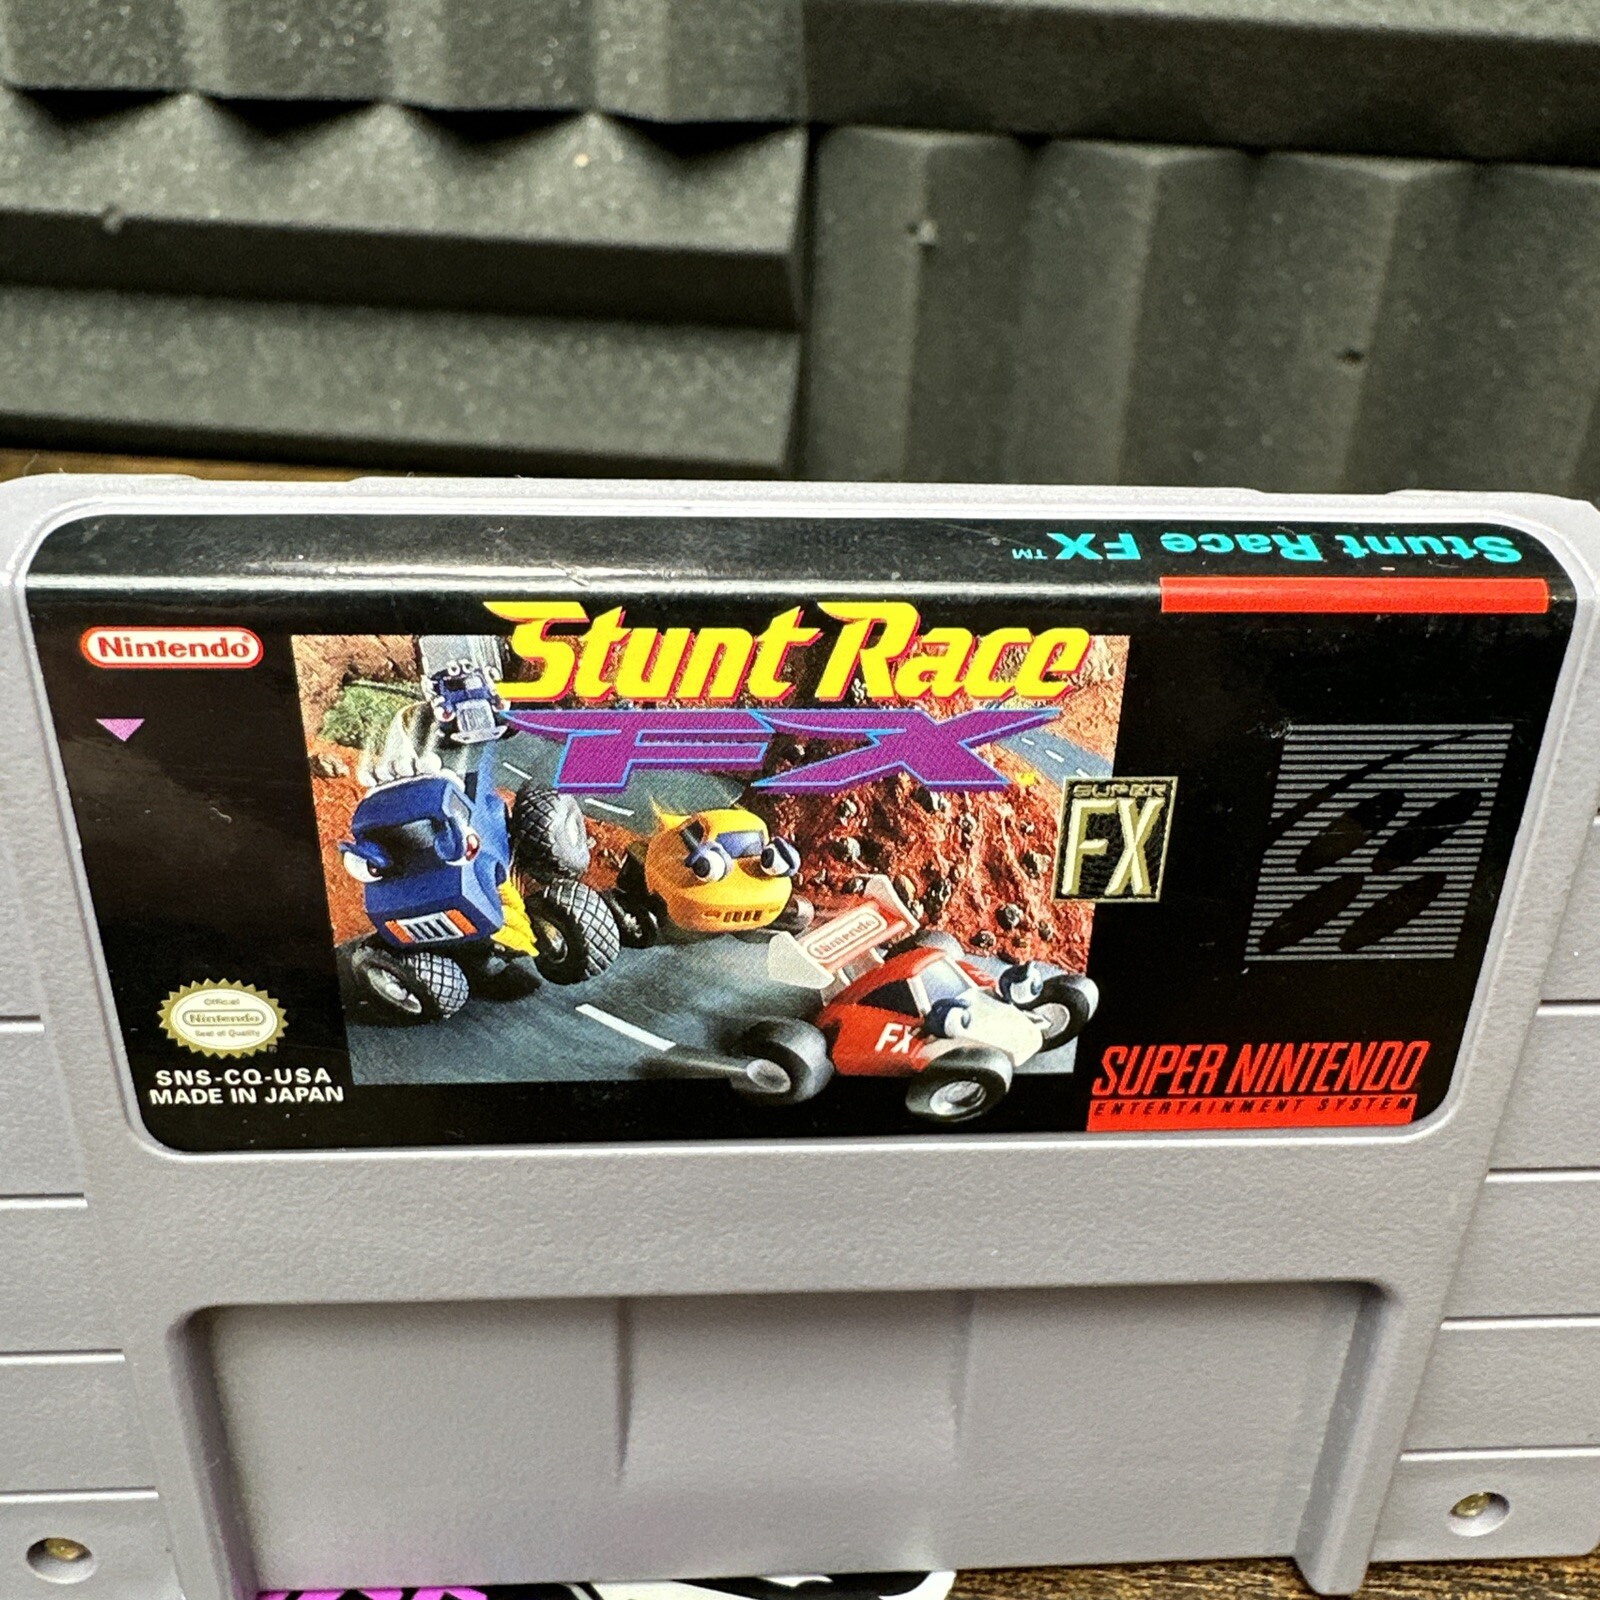 Stunt Race FX™
Nintendo®
Stunt Race
FX
SUPER
FX
Nintendo
FX
Official
Nintendo
Seal of Quality
SNS-CQ-USA
MADE IN JAPAN
SUPER NINTENDO
ENTERTAINMENT SYSTEM